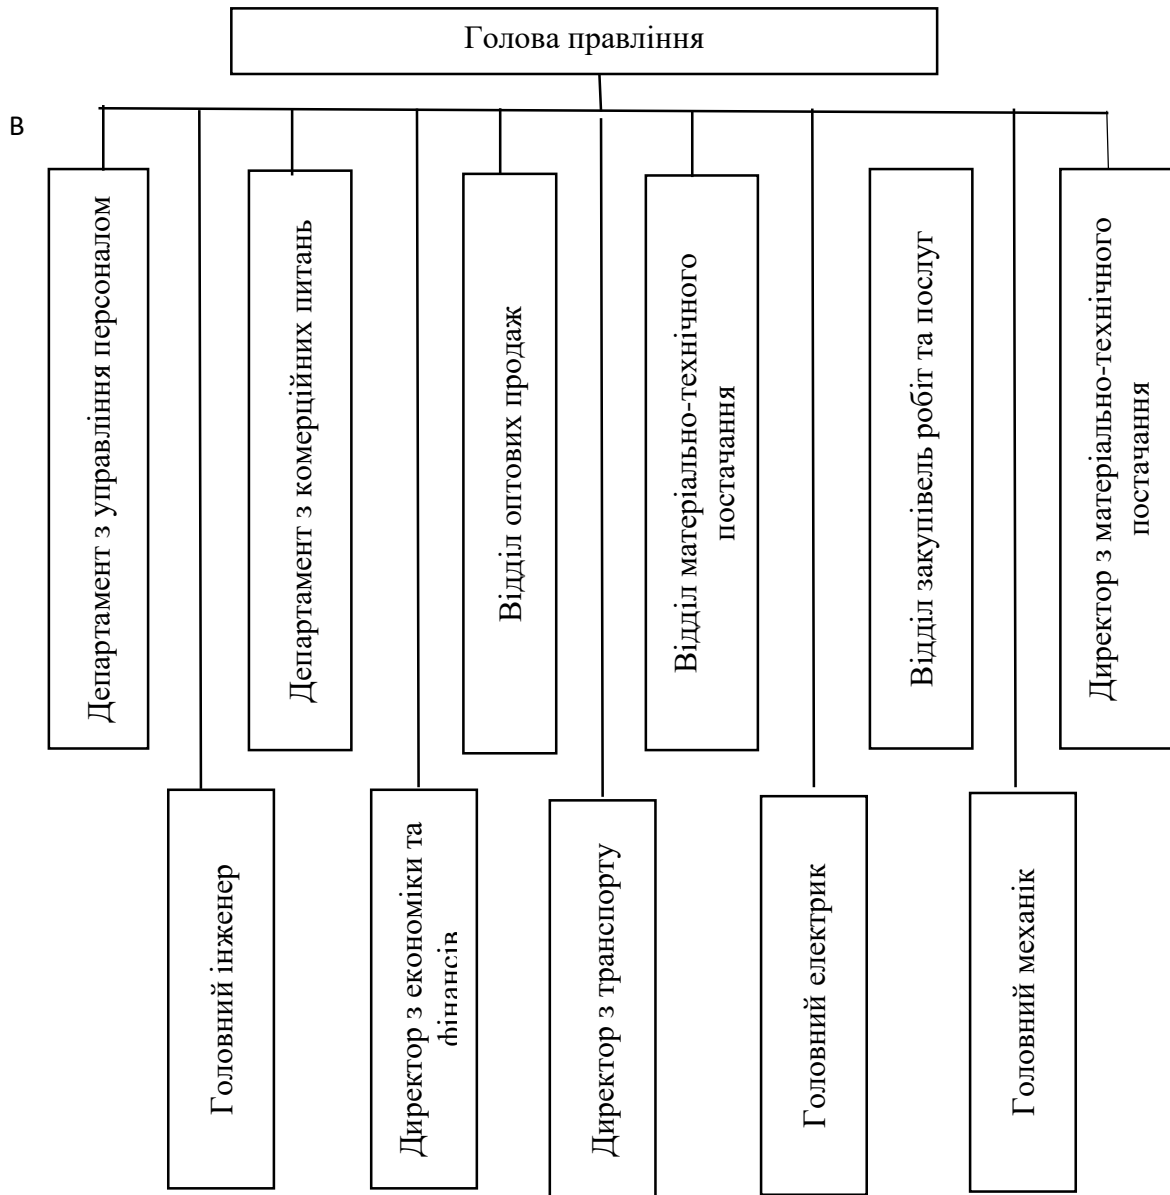 Голова правління
В
Департамент з управління персоналом
Департамент з комерційних питань
Відділ оптових продаж
Відділ матеріально-технічного
постачання
Відділ закупівель робіт та послуг
Директор з матеріально-технічного
постачання
Головний інженер
Директор з економіки та
фінансів
Директор з транспорту
Головний електрик
Головний механік